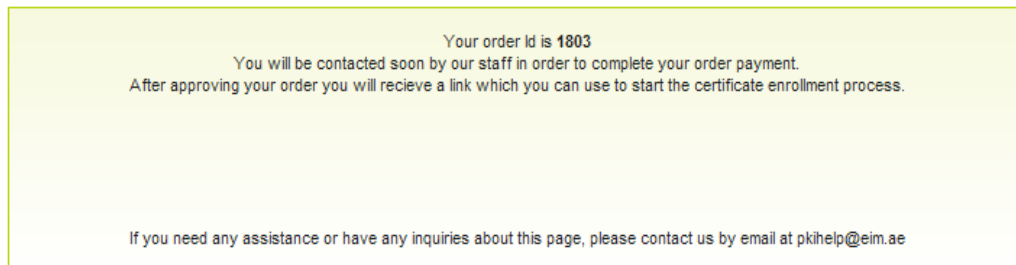 Your order Id is 1803
You will be contacted soon by our staff in order to complete your order payment.
After approving your order you will recieve a link which you can use to start the certificate enrollment process.
If you need any assistance or have any inquiries about this page, please contact us by email at pkihelp@eim.ae